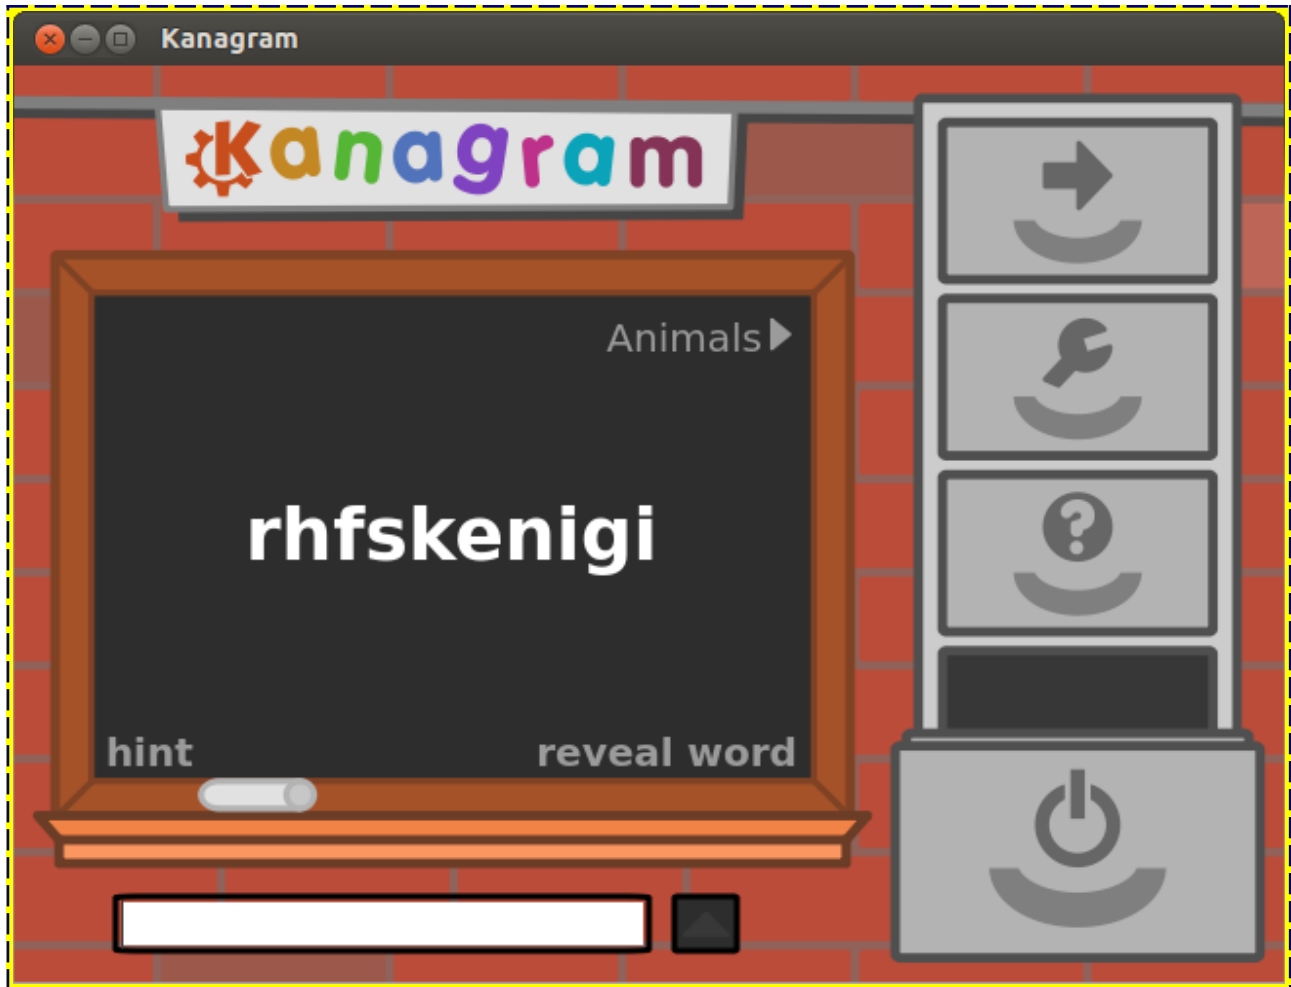 Kanagram
Kanagram
Animals
rhfskenigi
hint
reveal word